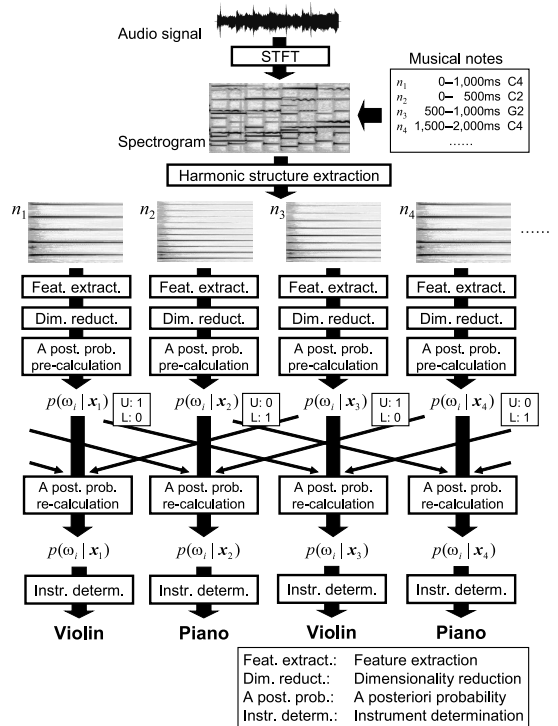 Audio signal
STFT
Musical notes
n1 0–1,000ms C4
n2 0– 500ms C2
n3 500–1,000ms G2
n4 1,500–2,000ms C4
......
Spectrogram
Harmonic structure extraction
n1 n2 n3 n4 ......
Feat. extract. Feat. extract. Feat. extract. Feat. extract.
Dim. reduct. Dim. reduct. Dim. reduct. Dim. reduct.
A post. prob. A post. prob. A post. prob. A post. prob.
pre-calculation pre-calculation pre-calculation pre-calculation
p(ωi | x1) U: 1 p(ωi | x2) U: 0 p(ωi | x3) U: 1 p(ωi | x4) U: 0
L: 0 L: 1 L: 0 L: 1
A post. prob. A post. prob. A post. prob. A post. prob.
re-calculation re-calculation re-calculation re-calculation
p(ωi | x1) p(ωi | x2) p(ωi | x3) p(ωi | x4)
Instr. determ. Instr. determ. Instr. determ. Instr. determ.
Violin Piano Violin Piano
Feat. extract.: Feature extraction
Dim. reduct.: Dimensionality reduction
A post. prob.: A posteriori probability
Instr. determ.: Instrument determination